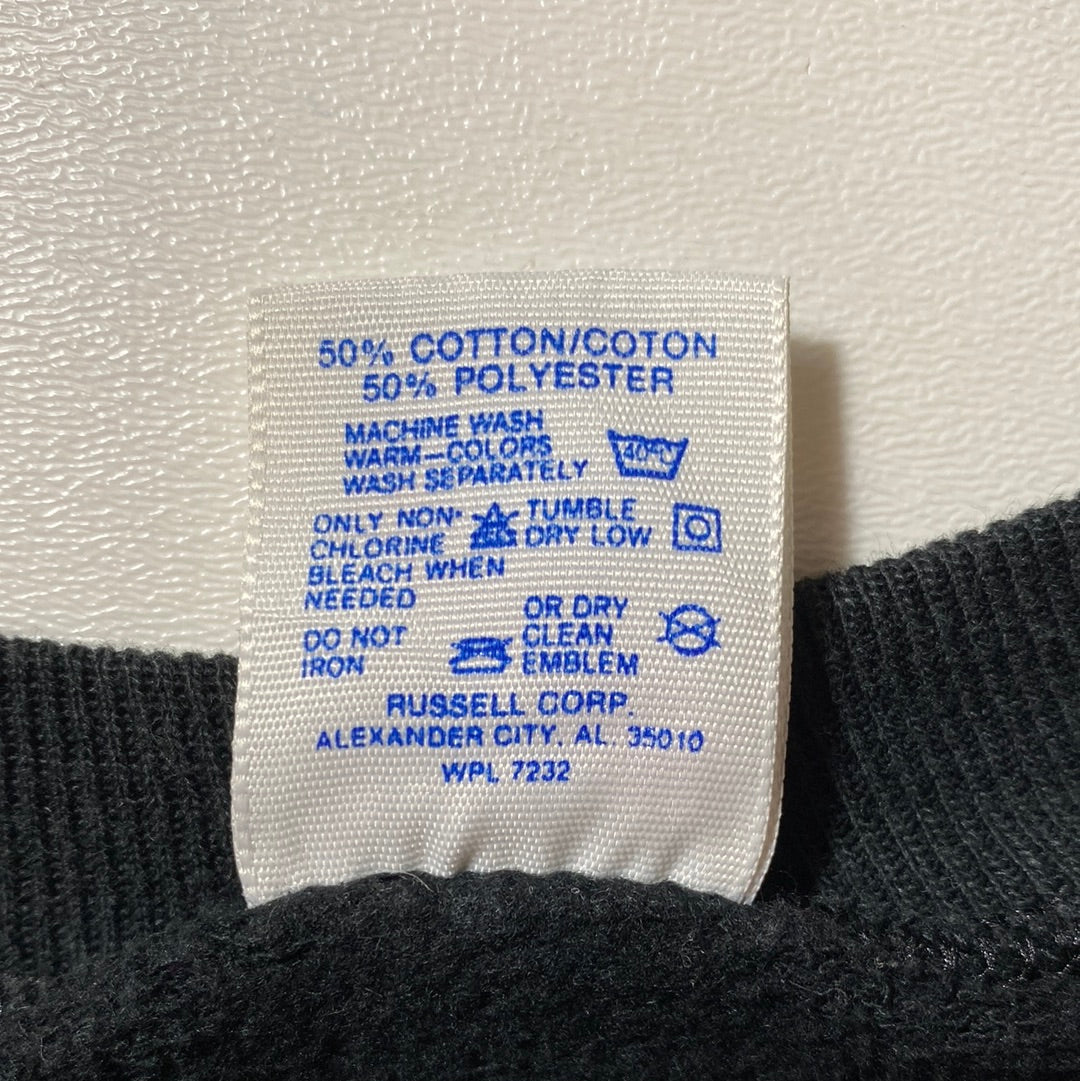 50% COTTON/COTON
50% POLYESTER
MACHINE WASH
WARM—COLORS
WASH SEPARATELY
40°
ONLY NON-
CHLORINE
BLEACH WHEN
NEEDED
TUMBLE
DRY LOW
DO NOT
IRON
OR DRY
CLEAN
EMBLEM
RUSSELL CORP.
ALEXANDER CITY, AL. 35010
WPL 7232